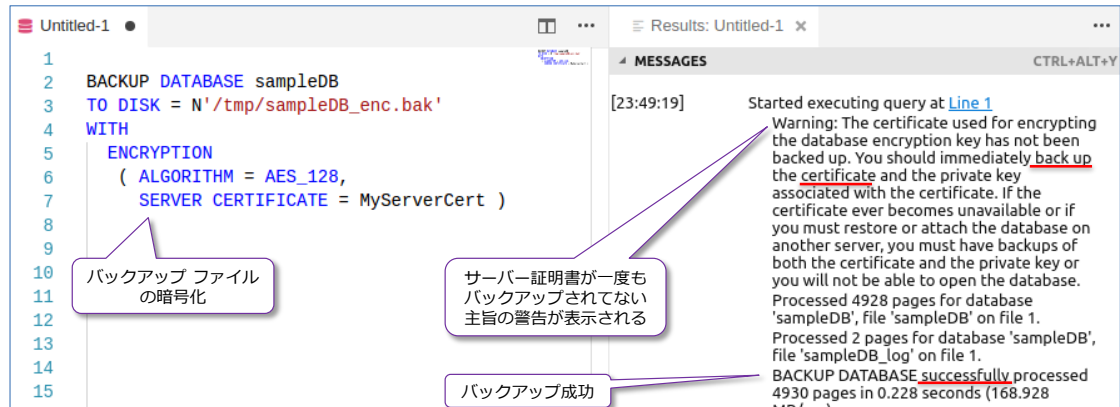 Untitled-1
Results: Untitled-1
MESSAGES
CTRL+ALT+Y
1
2 BACKUP DATABASE sampleDB
3 TO DISK = N'/tmp/sampleDB_enc.bak'
4 WITH
5 ENCRYPTION
6 ( ALGORITHM = AES_128,
7 SERVER CERTIFICATE = MyServerCert )
8
9
10
11
12
13
14
15
バックアップ ファイル
の暗号化
[23:49:19] Started executing query at Line 1
Warning: The certificate used for encrypting
the database encryption key has not been
backed up. You should immediately back up
the certificate and the private key
associated with the certificate. If the
certificate ever becomes unavailable or if
you must restore or attach the database on
another server, you must have backups of
both the certificate and the private key or
you will not be able to open the database.
Processed 4928 pages for database
'sampleDB', file 'sampleDB' on file 1.
Processed 2 pages for database 'sampleDB',
file 'sampleDB_log' on file 1.
BACKUP DATABASE successfully processed
4930 pages in 0.228 seconds (168.928
サーバー証明書が一度も
バックアップされてない
主旨の警告が表示される
バックアップ成功